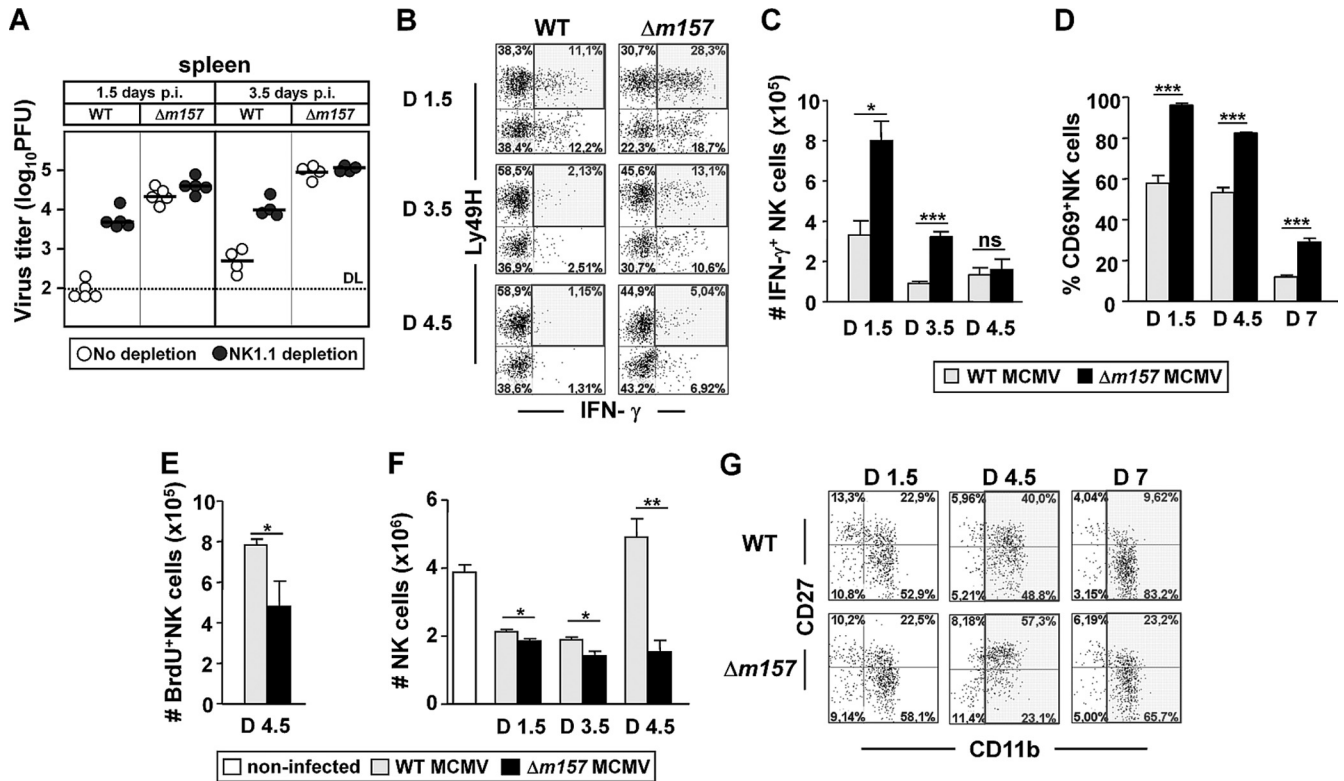 A
spleen
1.5 days p.i. 3.5 days p.i.
WT Δm157 WT Δm157
Virus titer (log10PFU)
5
4
3
2
DL
No depletion NK1.1 depletion
B
WT Δm157
D 1.5
38,3% 11,1% 30,7% 28,3%
38,4% 12,2% 22,3% 18,7%
D 3.5
58,5% 2,13% 45,6% 13,1%
36,9% 2,51% 30,7% 10,6%
D 4.5
58,9% 1,15% 44,9% 5,04%
38,6% 1,31% 43,2% 6,92%
Ly49H
IFN- γ
C
# IFN-γ+ NK cells (x10⁵)
10
8
6
4
2
0
* *** ns
D 1.5 D 3.5 D 4.5
D
% CD69+NK cells
100
80
60
40
20
0
*** *** ***
D 1.5 D 4.5 D 7
WT MCMV Δm157 MCMV
E
# BrdU+NK cells (x10⁵)
8
6
8
2
0
*
D 4.5
F
# NK cells (x10⁶)
6
4
2
0
* * **
D 1.5 D 3.5 D 4.5
non-infected WT MCMV Δm157 MCMV
G
D 1.5 D 4.5 D 7
WT
13,3% 22,9% 5,96% 40,0% 4,04% 9,62%
10,8% 52,9% 5,21% 48.8% 3.15% 83.2%
Δm157
10,2% 22,5% 8,18% 57,3% 6,19% 23,2%
9,14% 58,1% 11,4% 23,1% 5,00% 65,7%
CD27
CD11b